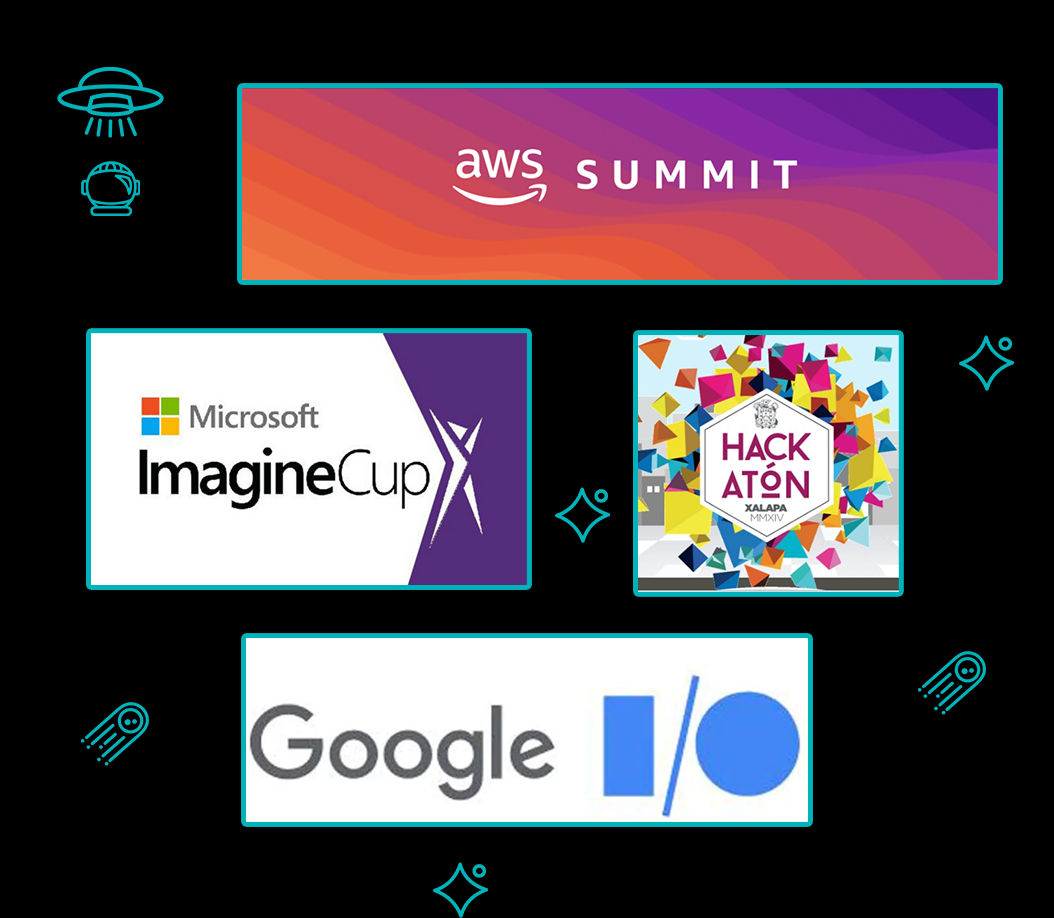 aws SUMMIT
Microsoft
ImagineCup
HACK
ATÓN
XALAPA
MMXIV
Google I/O